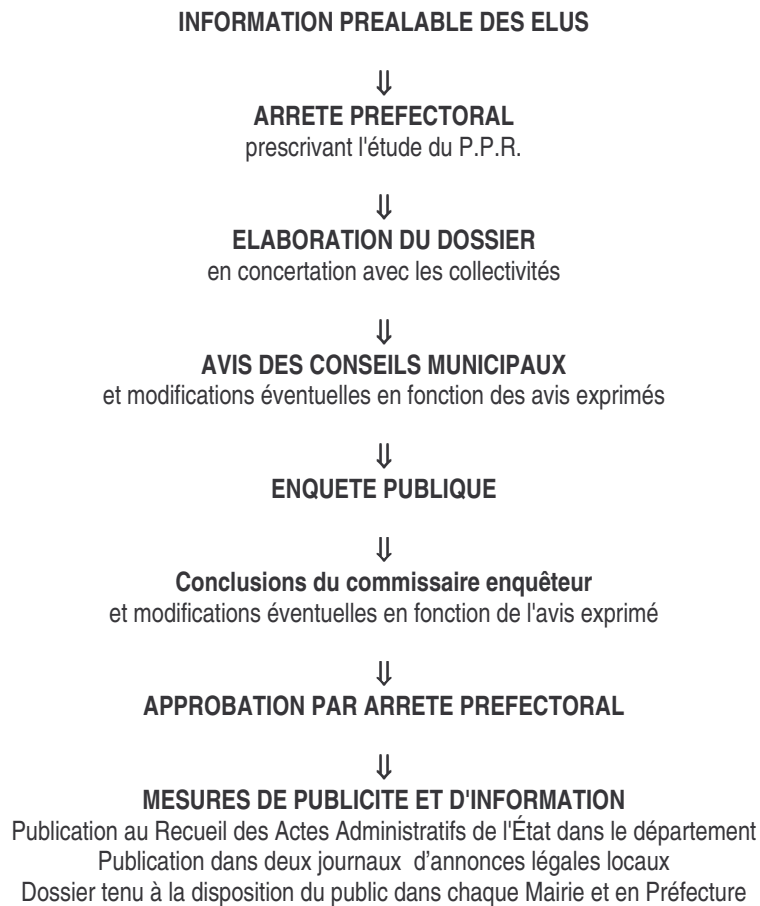 INFORMATION PREALABLE DES ELUS
⇓
ARRETE PREFECTORAL
prescrivant l'étude du P.P.R.
⇓
ELABORATION DU DOSSIER
en concertation avec les collectivités
⇓
AVIS DES CONSEILS MUNICIPAUX
et modifications éventuelles en fonction des avis exprimés
⇓
ENQUETE PUBLIQUE
⇓
Conclusions du commissaire enquêteur
et modifications éventuelles en fonction de l'avis exprimé
⇓
APPROBATION PAR ARRETE PREFECTORAL
⇓
MESURES DE PUBLICITE ET D'INFORMATION
Publication au Recueil des Actes Administratifs de l'État dans le département
Publication dans deux journaux d’annonces légales locaux
Dossier tenu à la disposition du public dans chaque Mairie et en Préfecture